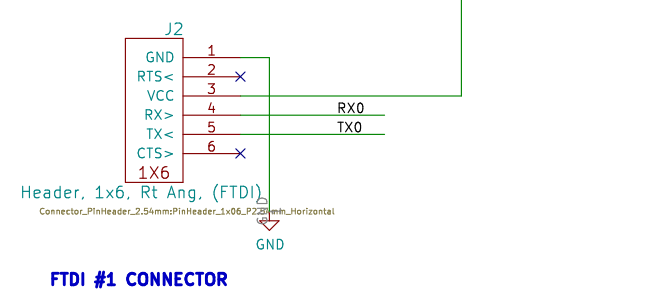 J2
GND 1
RTS< 2
VCC 3
RX> 4 RX0
TX< 5 TX0
CTS> 6
1X6
Header, 1x6, Rt Ang, (FTDI)
Connector_PinHeader_2.54mm:PinHeader_1x06_P2.54mm_Horizontal
GND
GND
FTDI #1 CONNECTOR